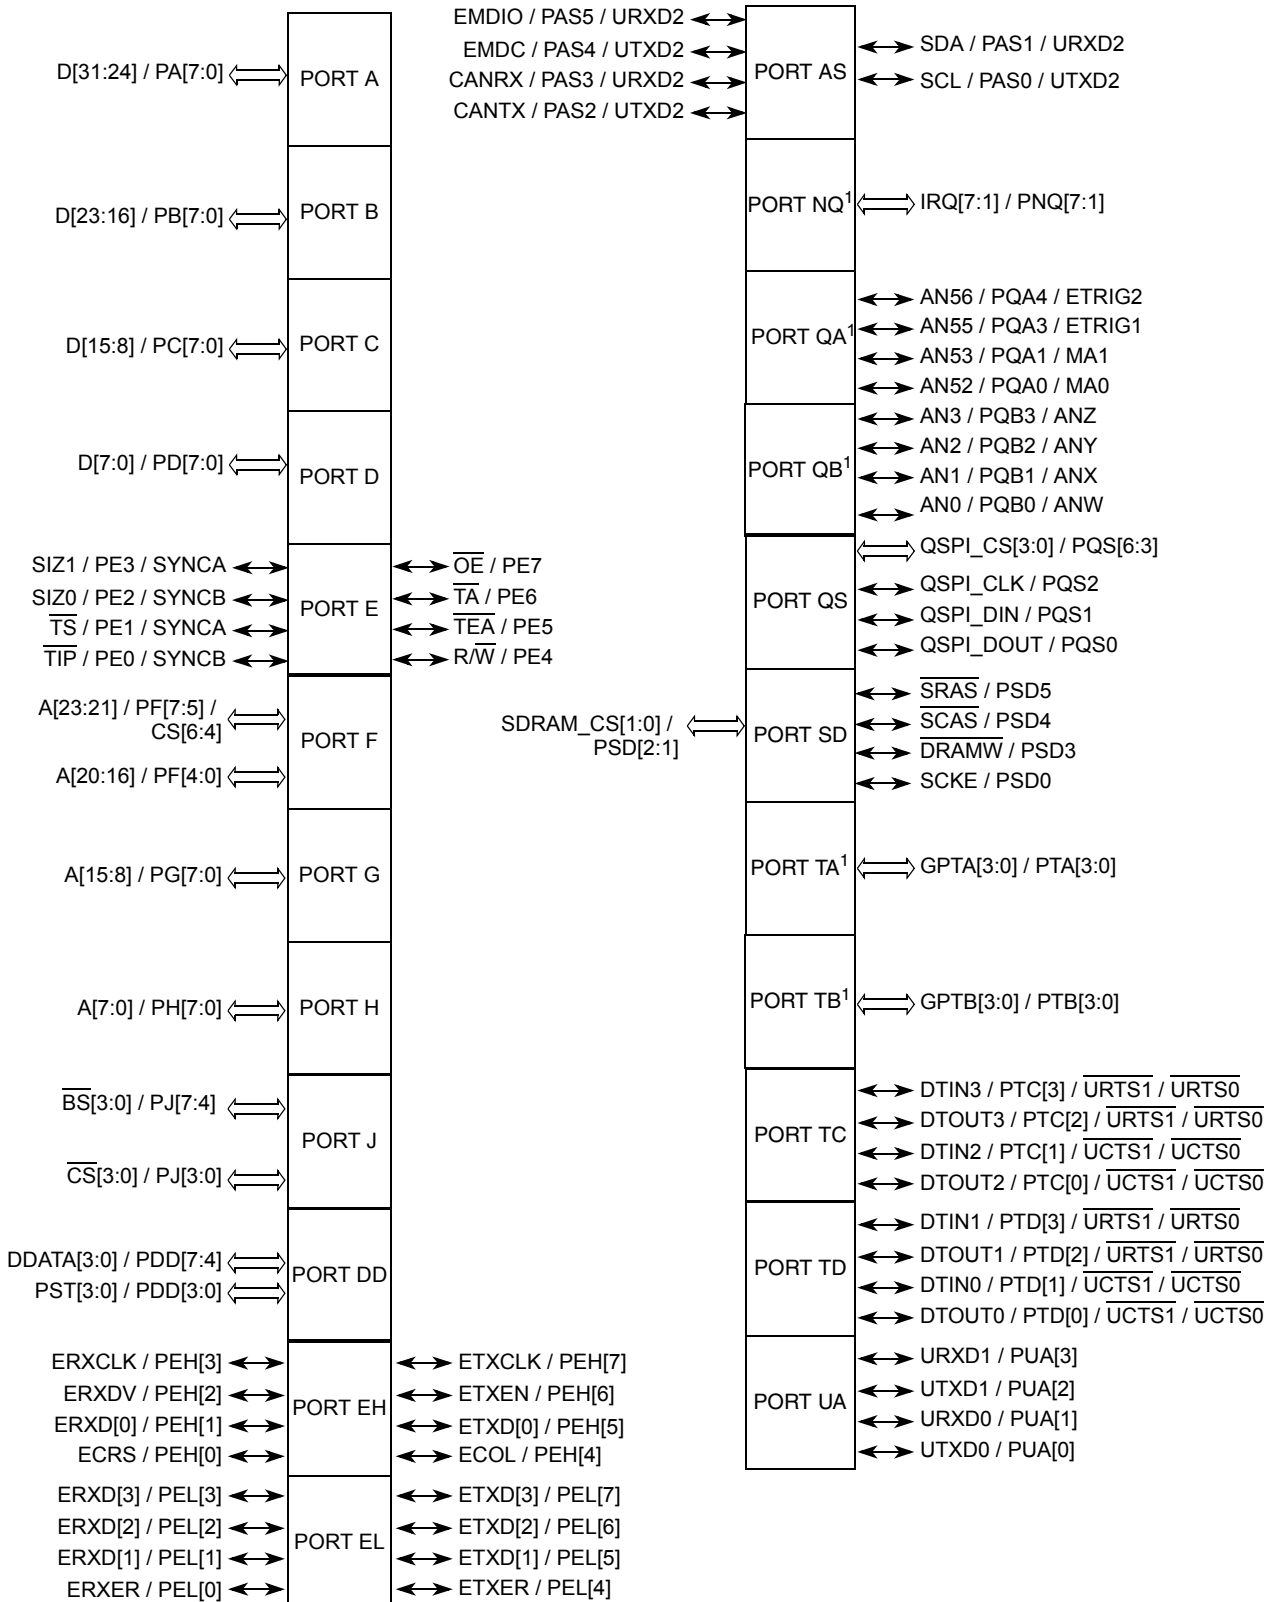 D[31:24] / PA[7:0]
PORT A
D[23:16] / PB[7:0]
PORT B
D[15:8] / PC[7:0]
PORT C
D[7:0] / PD[7:0]
PORT D
SIZ1 / PE3 / SYNCA
SIZ0 / PE2 / SYNCB
TS / PE1 / SYNCA
TIP / PE0 / SYNCB
PORT E
OE / PE7
TA / PE6
TEA / PE5
R/W / PE4
A[23:21] / PF[7:5] /
CS[6:4]
A[20:16] / PF[4:0]
PORT F
A[15:8] / PG[7:0]
PORT G
A[7:0] / PH[7:0]
PORT H
BS[3:0] / PJ[7:4]
CS[3:0] / PJ[3:0]
PORT J
DDATA[3:0] / PDD[7:4]
PST[3:0] / PDD[3:0]
PORT DD
ERXCLK / PEH[3]
ERXDV / PEH[2]
ERXD[0] / PEH[1]
ECRS / PEH[0]
PORT EH
ETXCLK / PEH[7]
ETXEN / PEH[6]
ETXD[0] / PEH[5]
ECOL / PEH[4]
ERXD[3] / PEL[3]
ERXD[2] / PEL[2]
ERXD[1] / PEL[1]
ERXER / PEL[0]
PORT EL
ETXD[3] / PEL[7]
ETXD[2] / PEL[6]
ETXD[1] / PEL[5]
ETXER / PEL[4]
EMDIO / PAS5 / URXD2
EMDC / PAS4 / UTXD2
CANRX / PAS3 / URXD2
CANTX / PAS2 / UTXD2
PORT AS
SDA / PAS1 / URXD2
SCL / PAS0 / UTXD2
PORT NQ1
IRQ[7:1] / PNQ[7:1]
PORT QA1
AN56 / PQA4 / ETRIG2
AN55 / PQA3 / ETRIG1
AN53 / PQA1 / MA1
AN52 / PQA0 / MA0
PORT QB1
AN3 / PQB3 / ANZ
AN2 / PQB2 / ANY
AN1 / PQB1 / ANX
AN0 / PQB0 / ANW
PORT QS
QSPI_CS[3:0] / PQS[6:3]
QSPI_CLK / PQS2
QSPI_DIN / PQS1
QSPI_DOUT / PQS0
SDRAM_CS[1:0] /
PSD[2:1]
PORT SD
SRAS / PSD5
SCAS / PSD4
DRAMW / PSD3
SCKE / PSD0
PORT TA1
GPTA[3:0] / PTA[3:0]
PORT TB1
GPTB[3:0] / PTB[3:0]
PORT TC
DTIN3 / PTC[3] / URTS1 / URTS0
DTOUT3 / PTC[2] / URTS1 / URTS0
DTIN2 / PTC[1] / UCTS1 / UCTS0
DTOUT2 / PTC[0] / UCTS1 / UCTS0
PORT TD
DTIN1 / PTD[3] / URTS1 / URTS0
DTOUT1 / PTD[2] / URTS1 / URTS0
DTIN0 / PTD[1] / UCTS1 / UCTS0
DTOUT0 / PTD[0] / UCTS1 / UCTS0
PORT UA
URXD1 / PUA[3]
UTXD1 / PUA[2]
URXD0 / PUA[1]
UTXD0 / PUA[0]